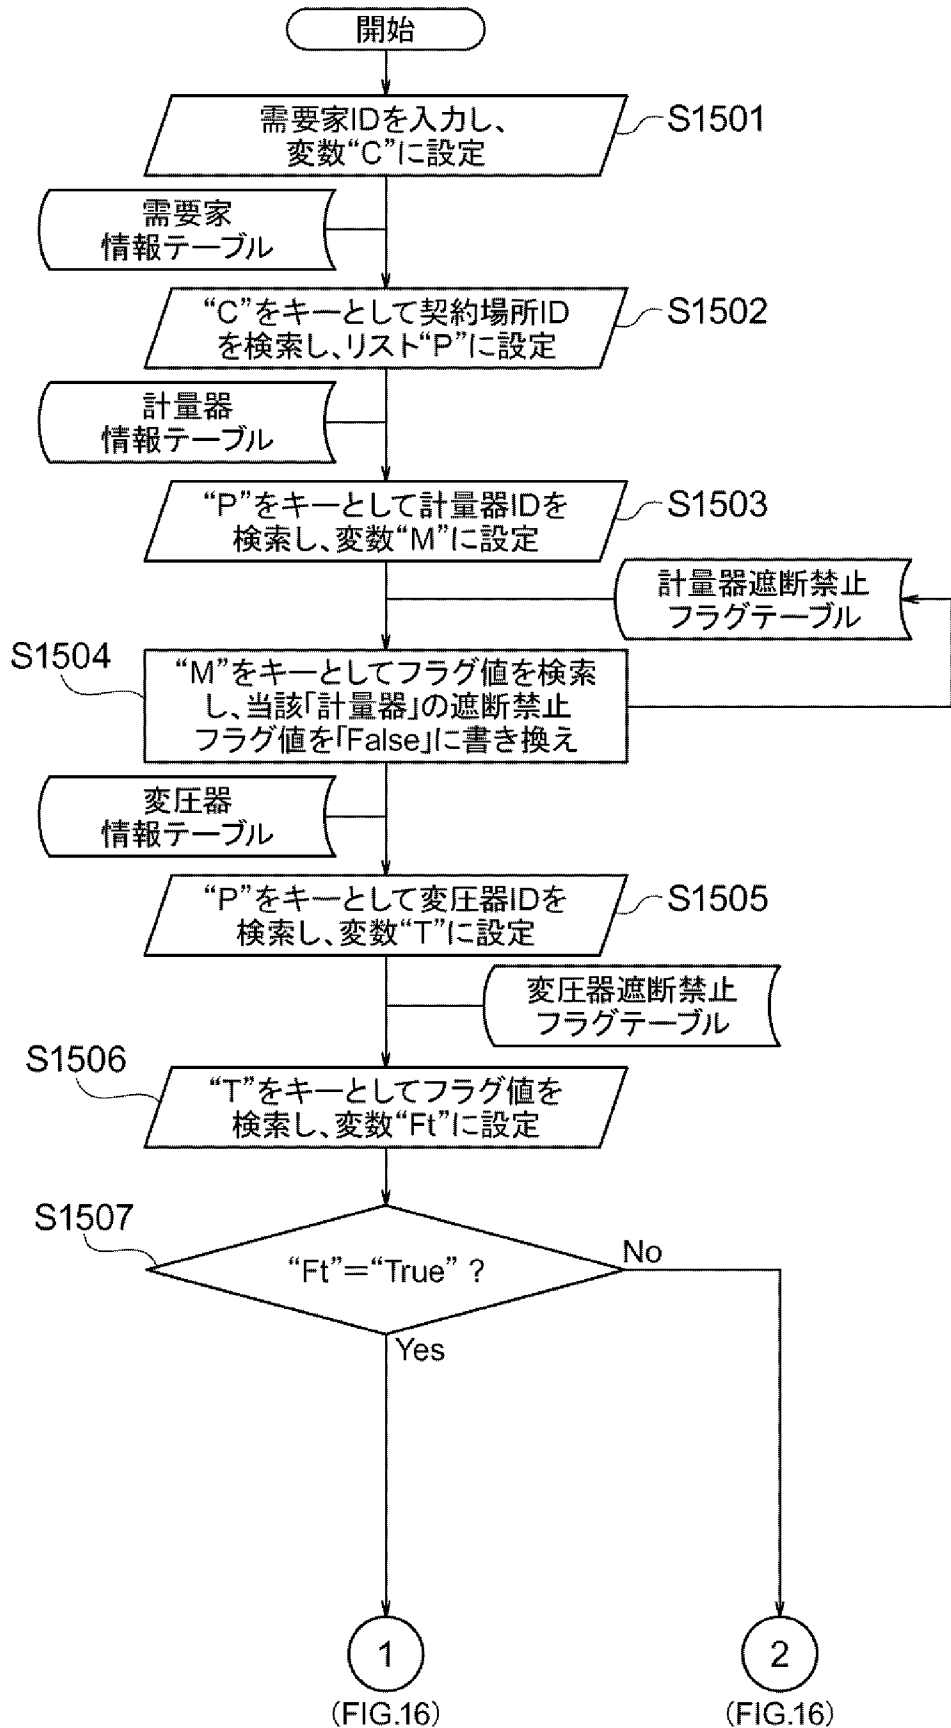 開始
需要家IDを入力し、
変数“C”に設定
S1501
需要家
情報テーブル
“C”をキーとして契約場所ID
を検索し、リスト“P”に設定
S1502
計量器
情報テーブル
“P”をキーとして計量器IDを
検索し、変数“M”に設定
S1503
計量器遮断禁止
フラグテーブル
S1504
“M”をキーとしてフラグ値を検索
し、当該「計量器」の遮断禁止
フラグ値を「False」に書き換え
変圧器
情報テーブル
“P”をキーとして変圧器IDを
検索し、変数“T”に設定
S1505
変圧器遮断禁止
フラグテーブル
S1506
“T”をキーとしてフラグ値を
検索し、変数“Ft”に設定
S1507
“Ft”＝“True” ?
No
Yes
1
(FIG.16)
2
(FIG.16)